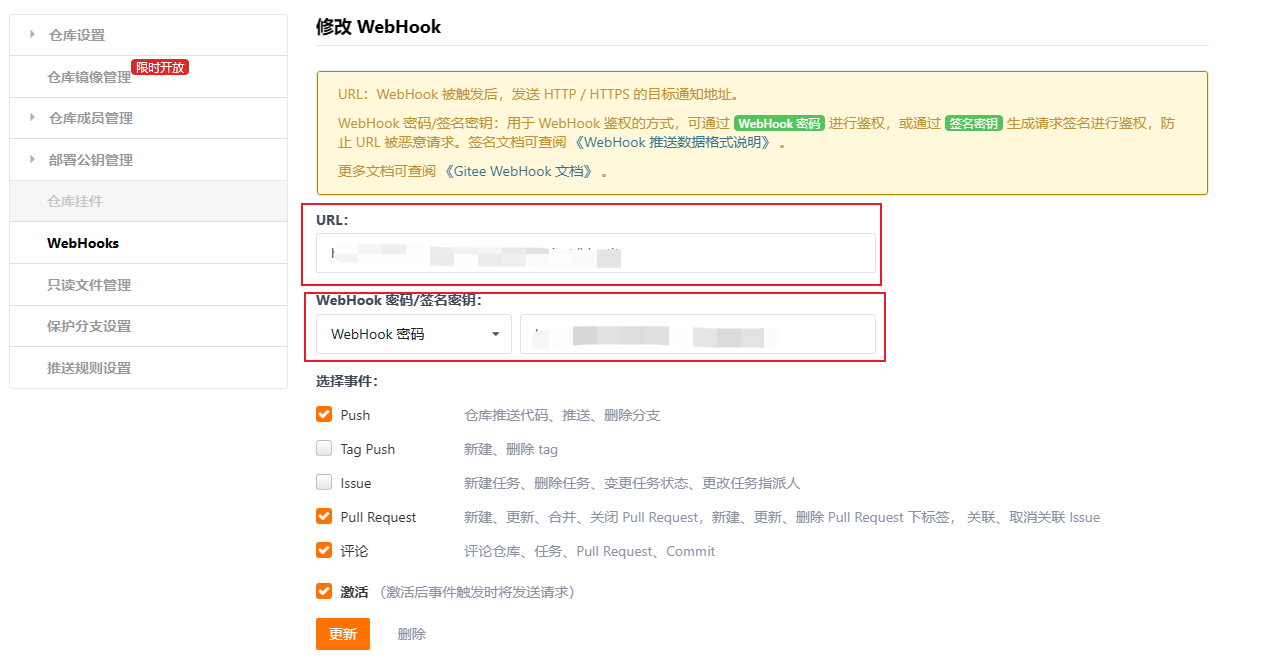 仓库设置
仓库镜像管理
限时开放
仓库成员管理
部署公钥管理
仓库挂件
WebHooks
只读文件管理
保护分支设置
推送规则设置
修改 WebHook
URL：WebHook 被触发后，发送 HTTP / HTTPS 的目标通知地址。
WebHook 密码/签名密钥：用于 WebHook 鉴权的方式，可通过 WebHook 密码 进行鉴权，或通过 签名密钥 生成请求签名进行鉴权，防
止 URL 被恶意请求。签名文档可查阅 《WebHook 推送数据格式说明》 。
更多文档可查阅 《Gitee WebHook 文档》 。
URL：
WebHook 密码/签名密钥：
WebHook 密码
选择事件：
Push 仓库推送代码、推送、删除分支
Tag Push 新建、删除 tag
Issue 新建任务、删除任务、变更任务状态、更改任务指派人
Pull Request 新建、更新、合并、关闭 Pull Request，新建、更新、删除 Pull Request 下标签， 关联、取消关联 Issue
评论 评论仓库、任务、Pull Request、Commit
激活 （激活后事件触发时将发送请求）
更新 删除